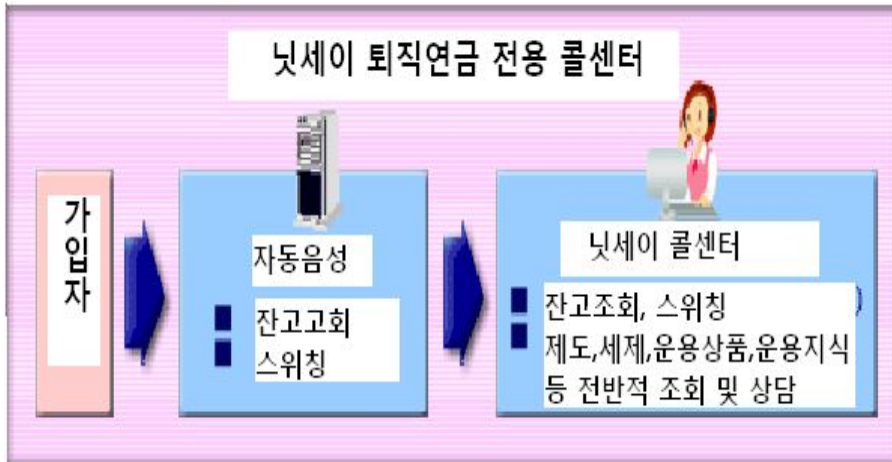 닛세이 퇴직연금 전용 콜센터
가입자
자동음성
잔고고회
스위칭
닛세이 콜센터
잔고조회, 스위칭
제도,세제,운용상품,운용지식
등 전반적 조회 및 상담